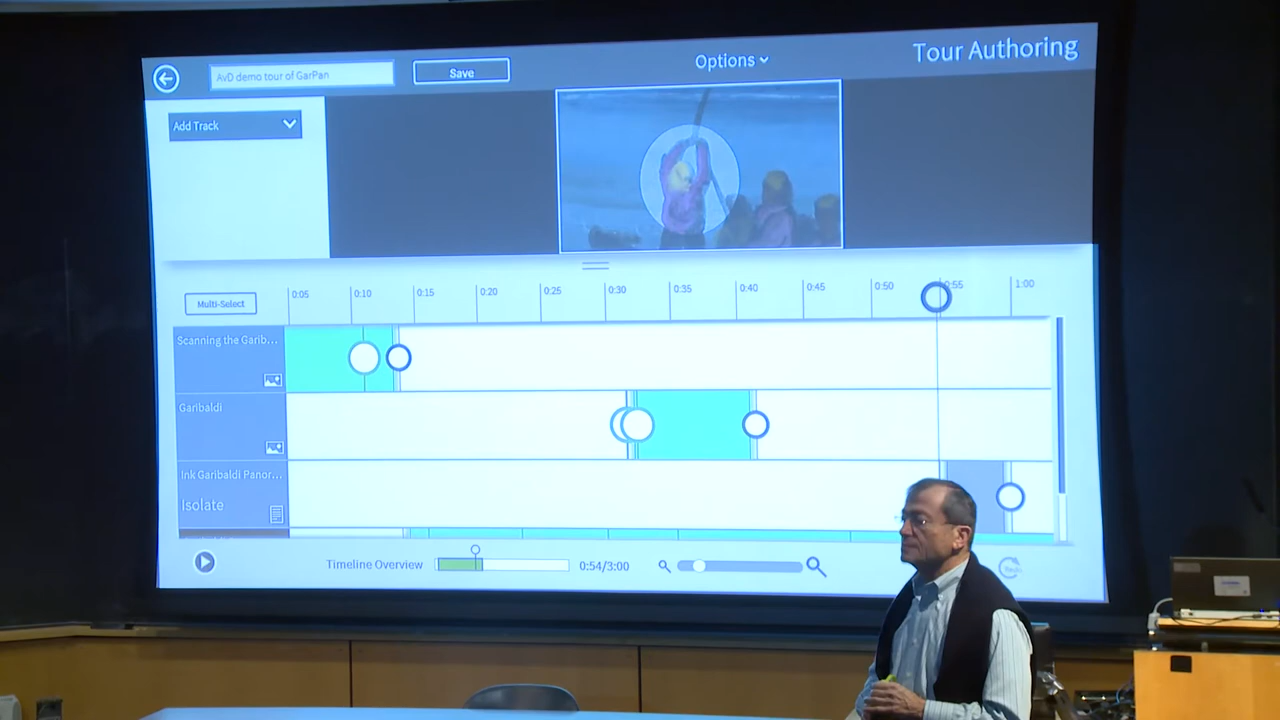 Tour Authoring
Options
AvD demo tour of GarPan
Save
Add Track
Multi-Select
0:05
0:10
0:15
0:20
0:25
0:30
0:35
0:40
0:45
0:50
0:55
1:00
Scanning the Garib...
Garibaldi
Ink Garibaldi Panor...
Isolate
Timeline Overview
0:54/3:00